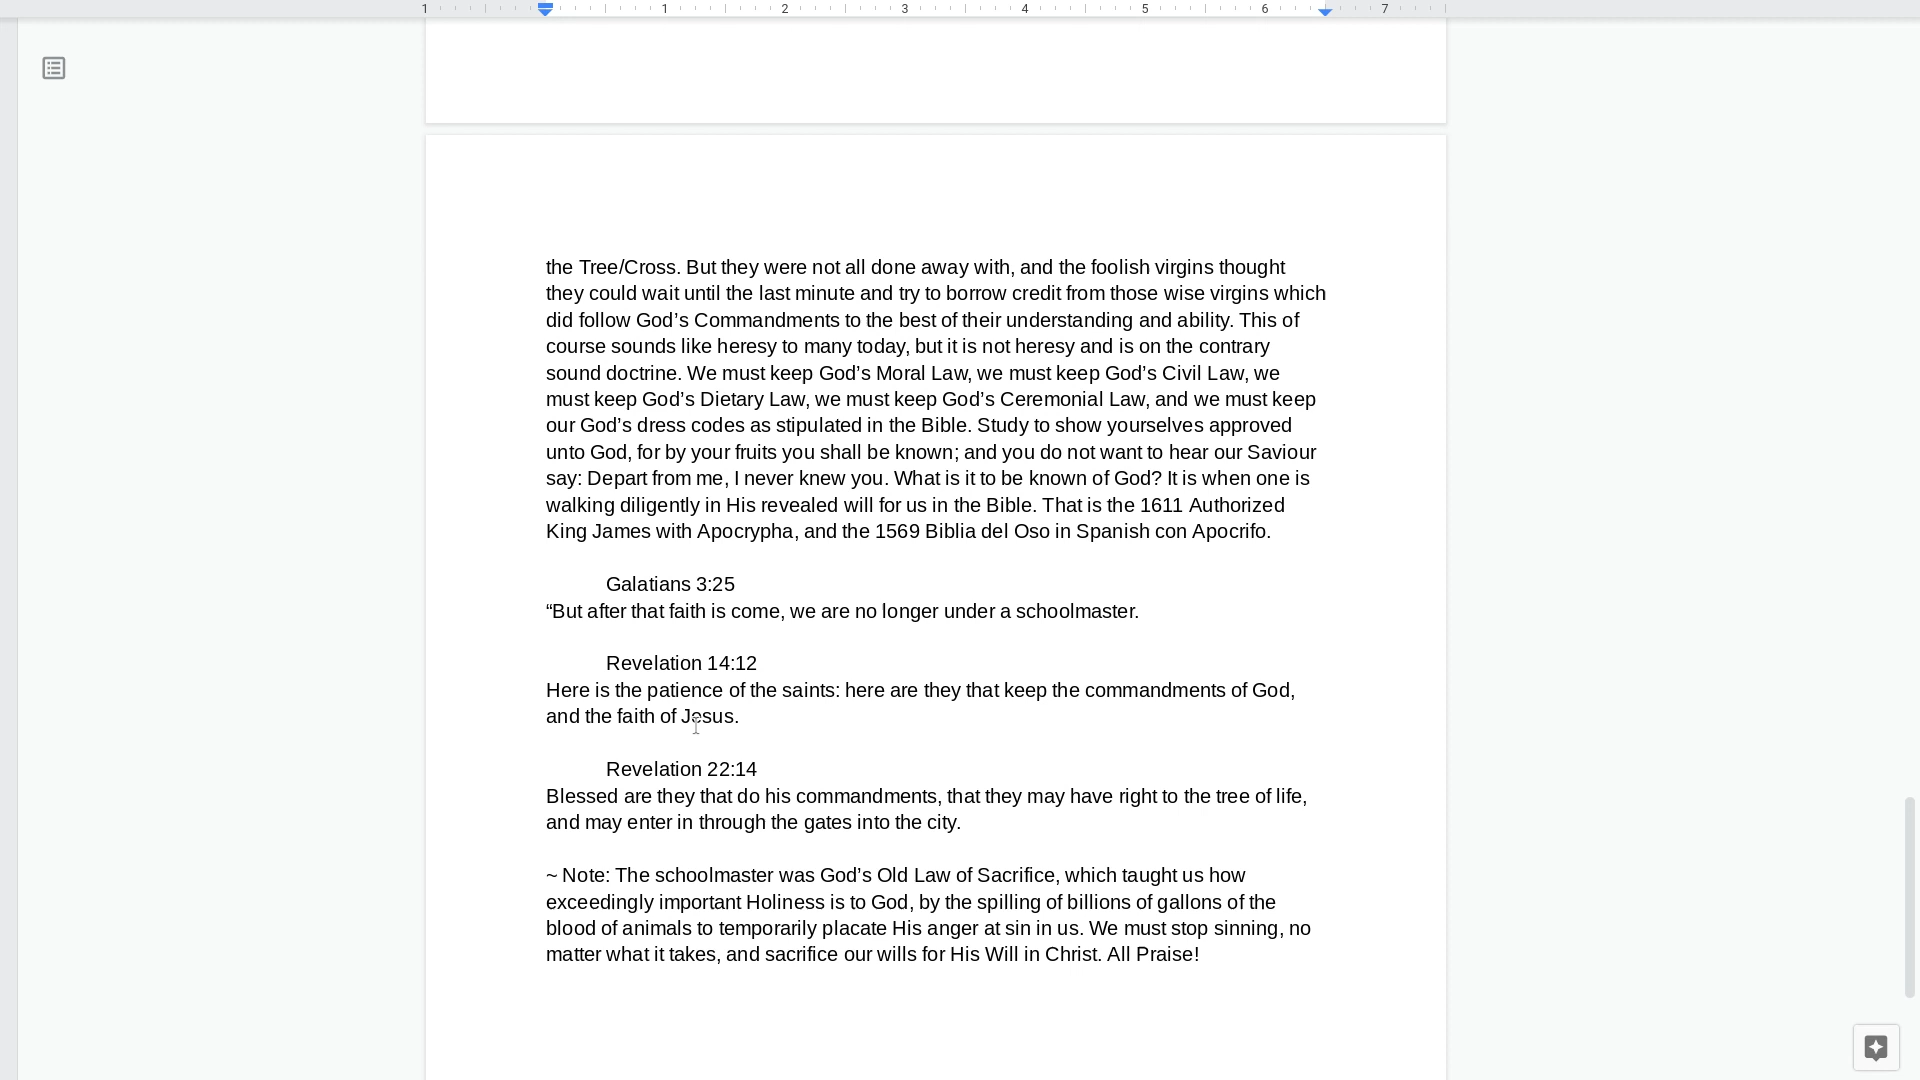 1 1 2 3 4 5 6 7
the Tree/Cross. But they were not all done away with, and the foolish virgins thought
they could wait until the last minute and try to borrow credit from those wise virgins which
did follow God’s Commandments to the best of their understanding and ability. This of
course sounds like heresy to many today, but it is not heresy and is on the contrary
sound doctrine. We must keep God’s Moral Law, we must keep God’s Civil Law, we
must keep God’s Dietary Law, we must keep God’s Ceremonial Law, and we must keep
our God’s dress codes as stipulated in the Bible. Study to show yourselves approved
unto God, for by your fruits you shall be known; and you do not want to hear our Saviour
say: Depart from me, I never knew you. What is it to be known of God? It is when one is
walking diligently in His revealed will for us in the Bible. That is the 1611 Authorized
King James with Apocrypha, and the 1569 Biblia del Oso in Spanish con Apocrifo.
Galatians 3:25
“But after that faith is come, we are no longer under a schoolmaster.
Revelation 14:12
Here is the patience of the saints: here are they that keep the commandments of God,
and the faith of Jesus.
Revelation 22:14
Blessed are they that do his commandments, that they may have right to the tree of life,
and may enter in through the gates into the city.
~ Note: The schoolmaster was God’s Old Law of Sacrifice, which taught us how
exceedingly important Holiness is to God, by the spilling of billions of gallons of the
blood of animals to temporarily placate His anger at sin in us. We must stop sinning, no
matter what it takes, and sacrifice our wills for His Will in Christ. All Praise!